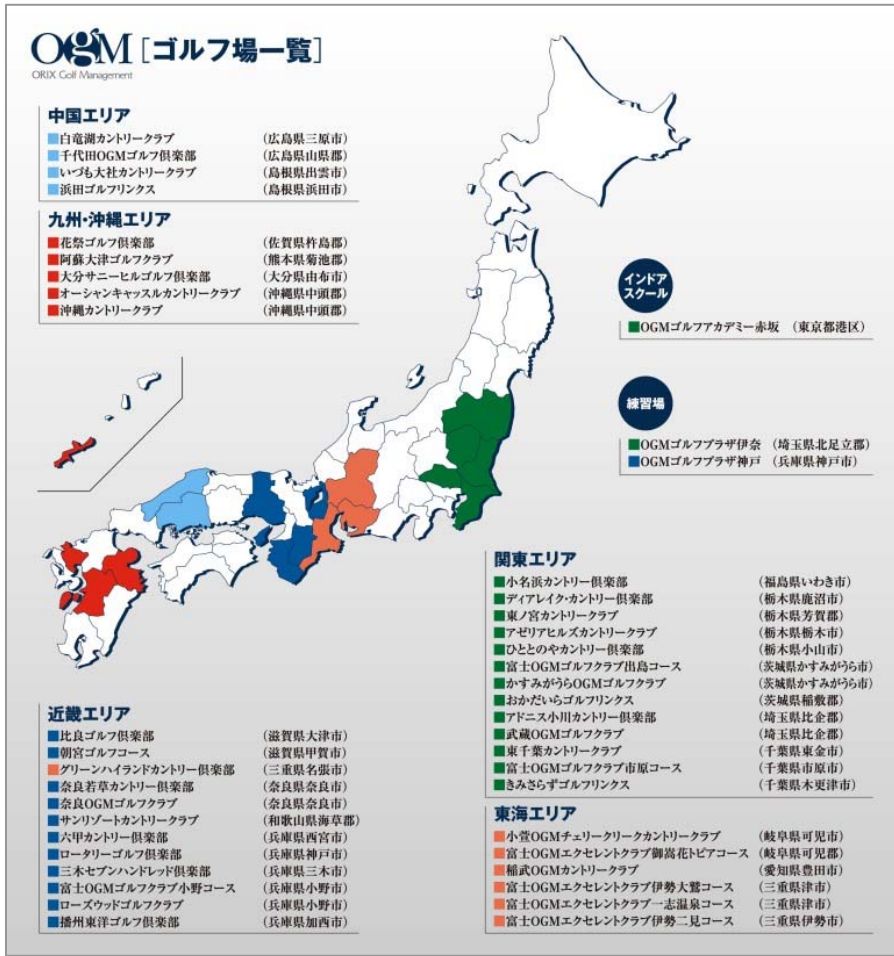 OGM [ゴルフ場一覧]
ORIX Golf Management
中国エリア
白竜湖カントリークラブ （広島県三原市）
千代田OGMゴルフ倶楽部 （広島県山県郡）
いづも大社カントリークラブ （島根県出雲市）
浜田ゴルフリンクス （島根県浜田市）
九州・沖縄エリア
花祭ゴルフ倶楽部 （佐賀県杵島郡）
阿蘇大津ゴルフクラブ （熊本県菊池郡）
大分サニーヒルゴルフ倶楽部 （大分県由布市）
オーシャンキャッスルカントリークラブ （沖縄県中頭郡）
沖縄カントリークラブ （沖縄県中頭郡）
インドア
スクール
OGMゴルフアカデミー赤坂 （東京都港区）
練習場
OGMゴルフプラザ伊奈 （埼玉県北足立郡）
OGMゴルフプラザ神戸 （兵庫県神戸市）
関東エリア
小名浜カントリー倶楽部 （福島県いわき市）
ディアレイク・カントリー倶楽部 （栃木県鹿沼市）
東ノ宮カントリークラブ （栃木県芳賀郡）
アゼリアヒルズカントリークラブ （栃木県栃木市）
ひととのやカントリー倶楽部 （栃木県小山市）
富士OGMゴルフクラブ出島コース （茨城県かすみがうら市）
かすみがうらOGMゴルフクラブ （茨城県かすみがうら市）
おかだいらゴルフリンクス （茨城県稲敷郡）
アドニス小川カントリー倶楽部 （埼玉県比企郡）
武蔵OGMゴルフクラブ （埼玉県比企郡）
東千葉カントリークラブ （千葉県東金市）
富士OGMゴルフクラブ市原コース （千葉県市原市）
きみさらずゴルフリンクス （千葉県木更津市）
近畿エリア
比良ゴルフ倶楽部 （滋賀県大津市）
朝宮ゴルフコース （滋賀県甲賀市）
グリーンハイランドカントリー倶楽部 （三重県名張市）
奈良若草カントリー倶楽部 （奈良県奈良市）
奈良OGMゴルフクラブ （奈良県奈良市）
サンリゾートカントリークラブ （和歌山県海草郡）
六甲カントリー倶楽部 （兵庫県西宮市）
ロータリーゴルフ倶楽部 （兵庫県神戸市）
三木セブンハンドレッド倶楽部 （兵庫県三木市）
富士OGMゴルフクラブ小野コース （兵庫県小野市）
ローズウッドゴルフクラブ （兵庫県小野市）
播州東洋ゴルフ倶楽部 （兵庫県加西市）
東海エリア
小萱OGMチェリークリークカントリークラブ （岐阜県可児市）
富士OGMエクセレントクラブ御嵩花トピアコース （岐阜県可児郡）
稲武OGMカントリークラブ （愛知県豊田市）
富士OGMエクセレントクラブ伊勢大鷲コース （三重県津市）
富士OGMエクセレントクラブ一志温泉コース （三重県津市）
富士OGMエクセレントクラブ伊勢二見コース （三重県伊勢市）